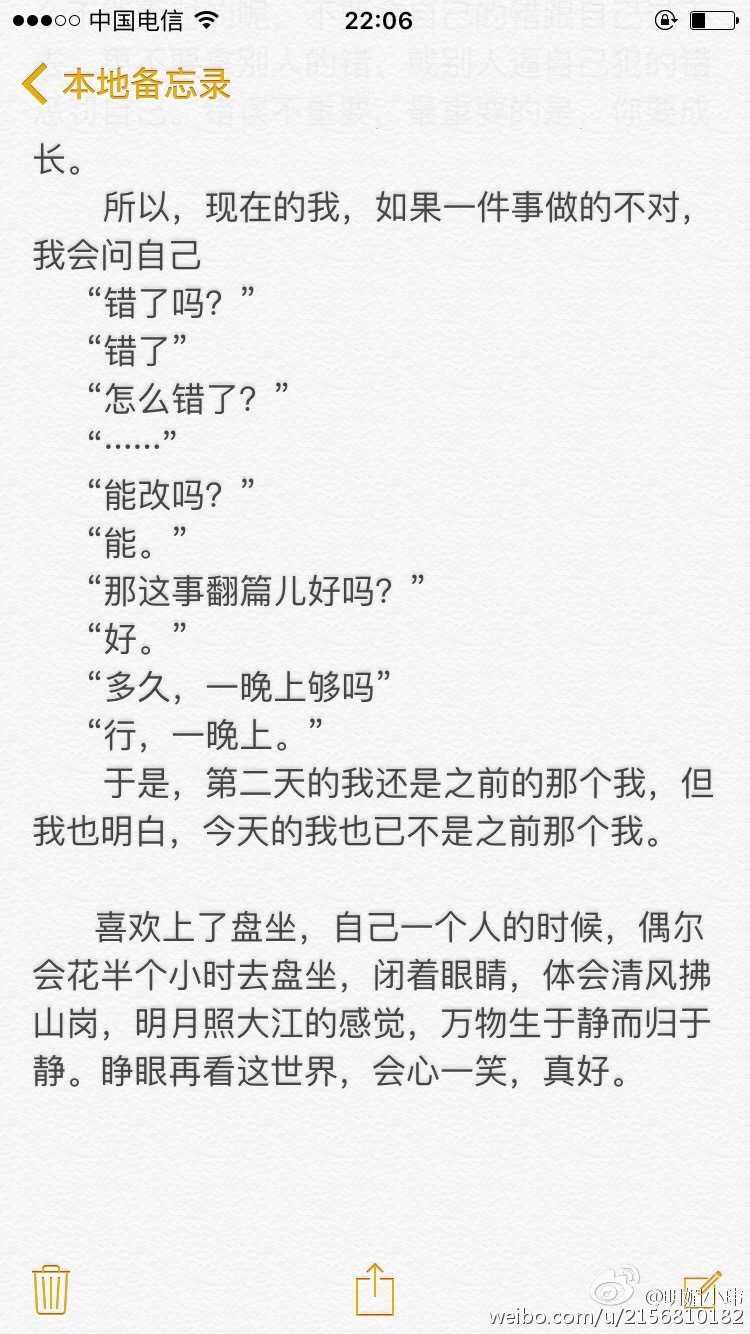 中国电信 22:06
本地备忘录
长。
所以，现在的我，如果一件事做的不对，
我会问自己
“错了吗？”
“错了”
“怎么错了？”
“……”
“能改吗？”
“能。”
“那这事翻篇儿好吗？”
“好。”
“多久，一晚上够吗”
“行，一晚上。”
于是，第二天的我还是之前的那个我，但
我也明白，今天的我也已不是之前那个我。
喜欢上了盘坐，自己一个人的时候，偶尔
会花半个小时去盘坐，闭着眼睛，体会清风拂
山岗，明月照大江的感觉，万物生于静而归于
静。睁眼再看这世界，会心一笑，真好。
weibo.com/u/2156810182